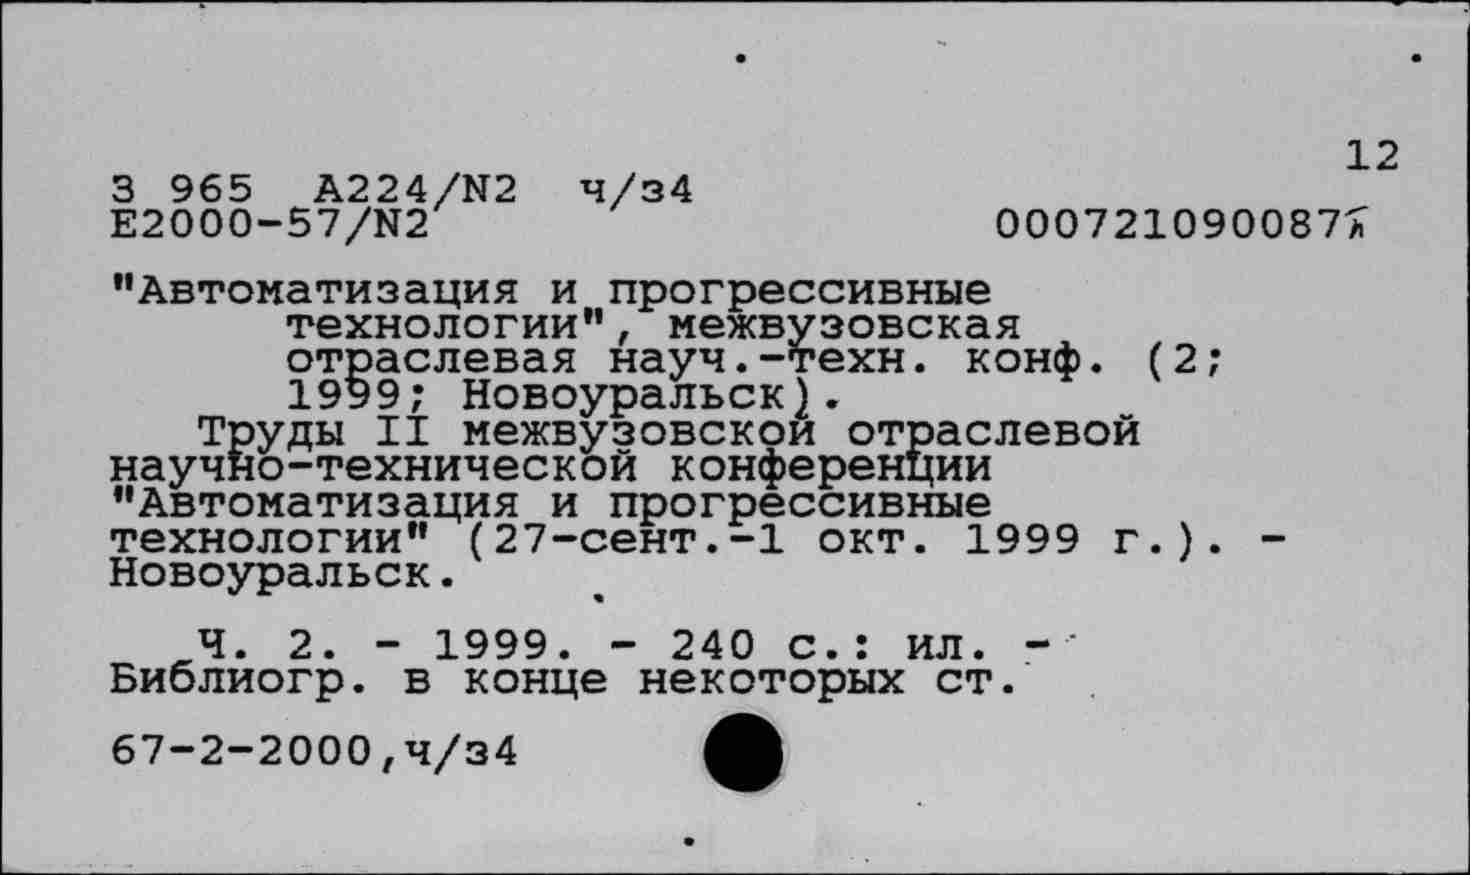 12
З 965 А224/N2 ч/з4
Е2000-57/N2 000721090087
"Автоматизация и прогрессивные
технологии", межвузовская
отраслевая науч.-техн. конф. (2;
1999; Новоуральск).
Труды II межвузовской отраслевой
научно-технической конференции
"Автоматизация и прогрессивные
технологии" (27-сент.-1 окт. 1999 г.). -
Новоуральск.
Ч. 2. - 1999. - 240 с.: ил. -
Библиогр. в конце некоторых ст.
67-2-2000,ч/з4